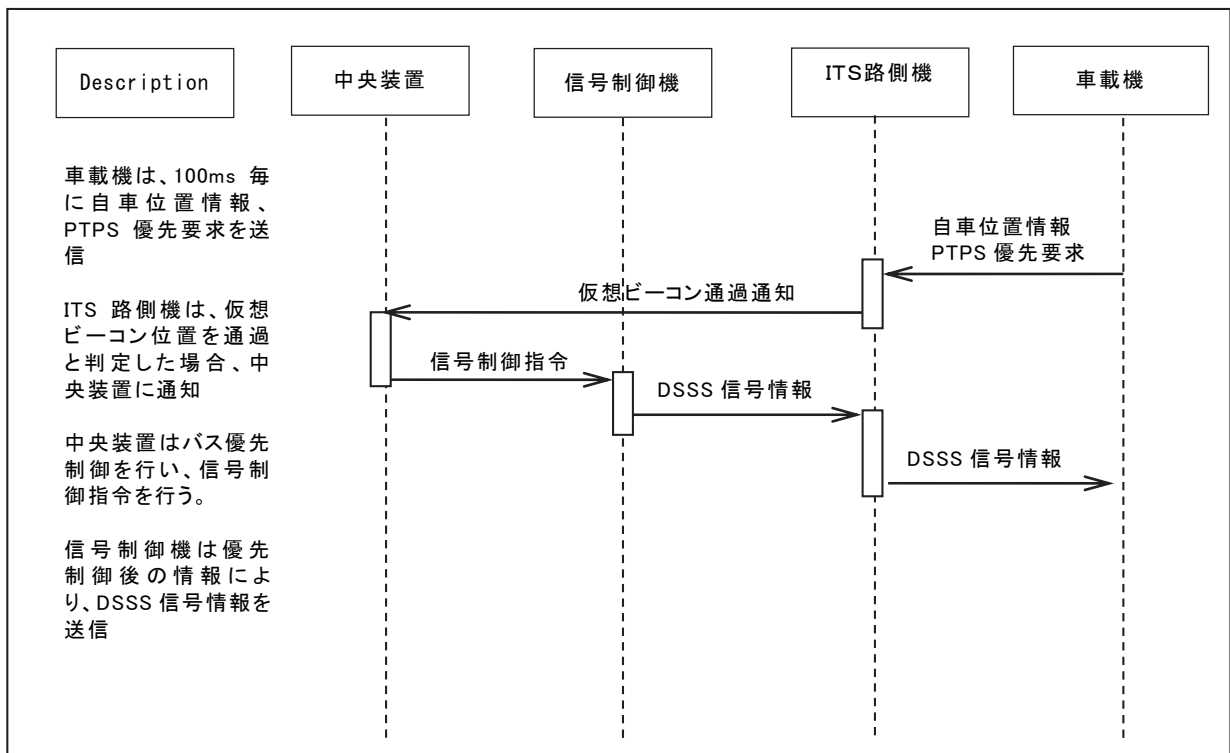 Description
中央装置
信号制御機
ITS路側機
車載機
車載機は、100ms 毎
に自車位置情報、
PTPS 優先要求を送
信
ITS 路側機は、仮想
ビーコン位置を通過
と判定した場合、中
央装置に通知
中央装置はバス優先
制御を行い、信号制
御指令を行う。
信号制御機は優先
制御後の情報によ
り、DSSS 信号情報を
送信
自車位置情報
PTPS 優先要求
仮想ビーコン通過通知
信号制御指令
DSSS 信号情報
DSSS 信号情報